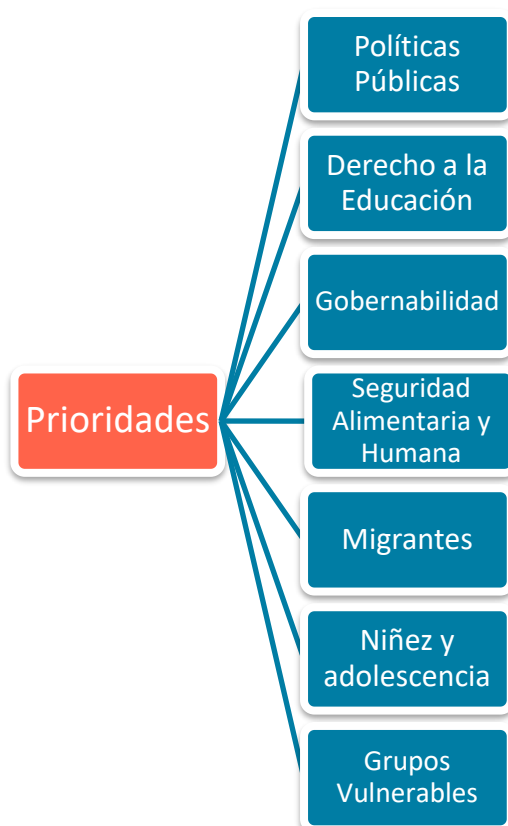 Prioridades
Políticas
Públicas
Derecho a la
Educación
Gobernabilidad
Seguridad
Alimentaria y
Humana
Migrantes
Niñez y
adolescencia
Grupos
Vulnerables